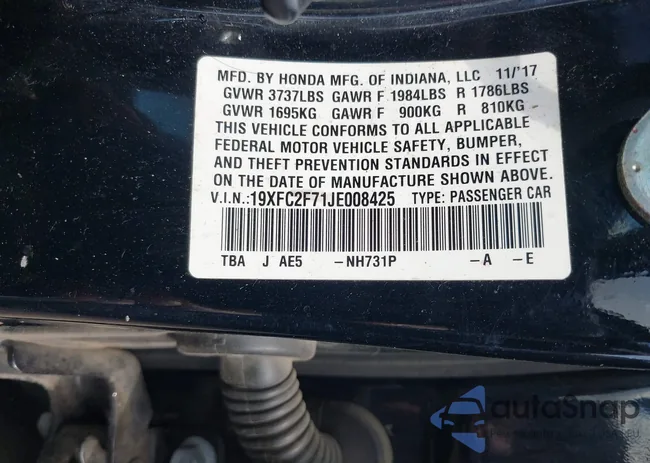 MFD. BY HONDA MFG. OF INDIANA, LLC 11/'17
GVWR 3737LBS GAWR F 1984LBS R 1786LBS
GVWR 1695KG GAWR F 900KG R 810KG
THIS VEHICLE CONFORMS TO ALL APPLICABLE
FEDERAL MOTOR VEHICLE SAFETY, BUMPER,
AND THEFT PREVENTION STANDARDS IN EFFECT
ON THE DATE OF MANUFACTURE SHOWN ABOVE.
V.I.N.:19XFC2F71JE008425 TYPE: PASSENGER CAR
TBA J AE5 -NH731P -A -E
autoSnap